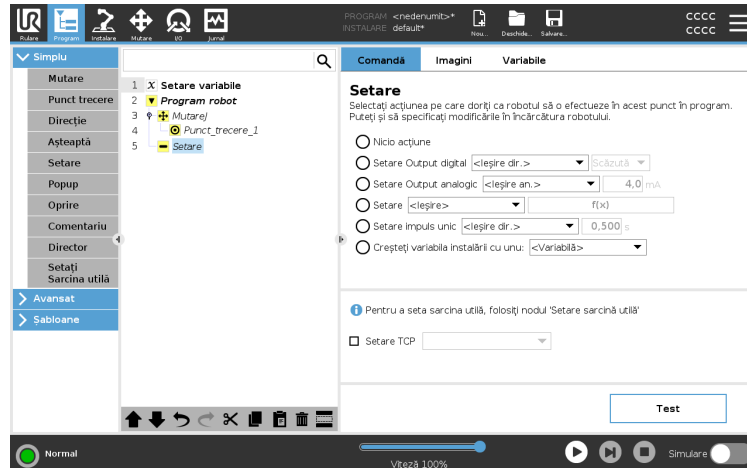 UR
Rulare
Program
Instalare
Mutare
I/O
Jurnal
PROGRAM <nedenumit>*
INSTALARE default*
Nou...
Deschide...
Salvare...
cccc
cccc
Simplu
Mutare
Punct trecere
Direcție
Așteaptă
Setare
Popup
Oprire
Comentariu
Director
Setați
Sarcina utilă
Avansat
Șabloane
1 X Setare variabile
2 Program robot
3 MutareJ
4 Punct_trecere_1
5 Setare
Comandă Imagini Variabile
Setare
Selectați acțiunea pe care doriți ca robotul să o efectueze în acest punct în program.
Puteți și să specificați modificările în încărcătura robotului.
Nicio acțiune
Setare Output digital <Ieșire dir.> Scăzută
Setare Output analogic <Ieșire an.> 4,0 mA
Setare <Ieșire> f(x)
Setare impuls unic <Ieșire dir.> 0,500 s
Creșteți variabila instalării cu unu: <Variabilă>
Pentru a seta sarcina utilă, folosiți nodul 'Setare sarcină utilă'
Setare TCP
Test
Normal
Viteză 100%
Simulare